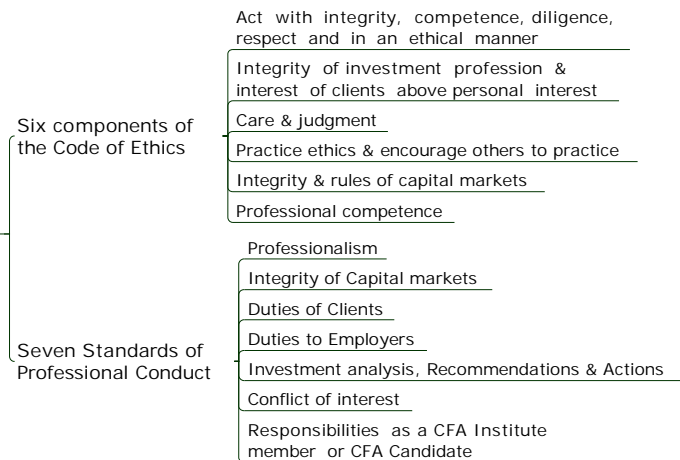 Act with integrity, competence, diligence,
respect and in an ethical manner
Integrity of investment profession &
interest of clients above personal interest
Six components of
the Code of Ethics
Care & judgment
Practice ethics & encourage others to practice
Integrity & rules of capital markets
Professional competence
Professionalism
Integrity of Capital markets
Duties of Clients
Duties to Employers
Seven Standards of
Professional Conduct
Investment analysis, Recommendations & Actions
Conflict of interest
Responsibilities as a CFA Institute
member or CFA Candidate